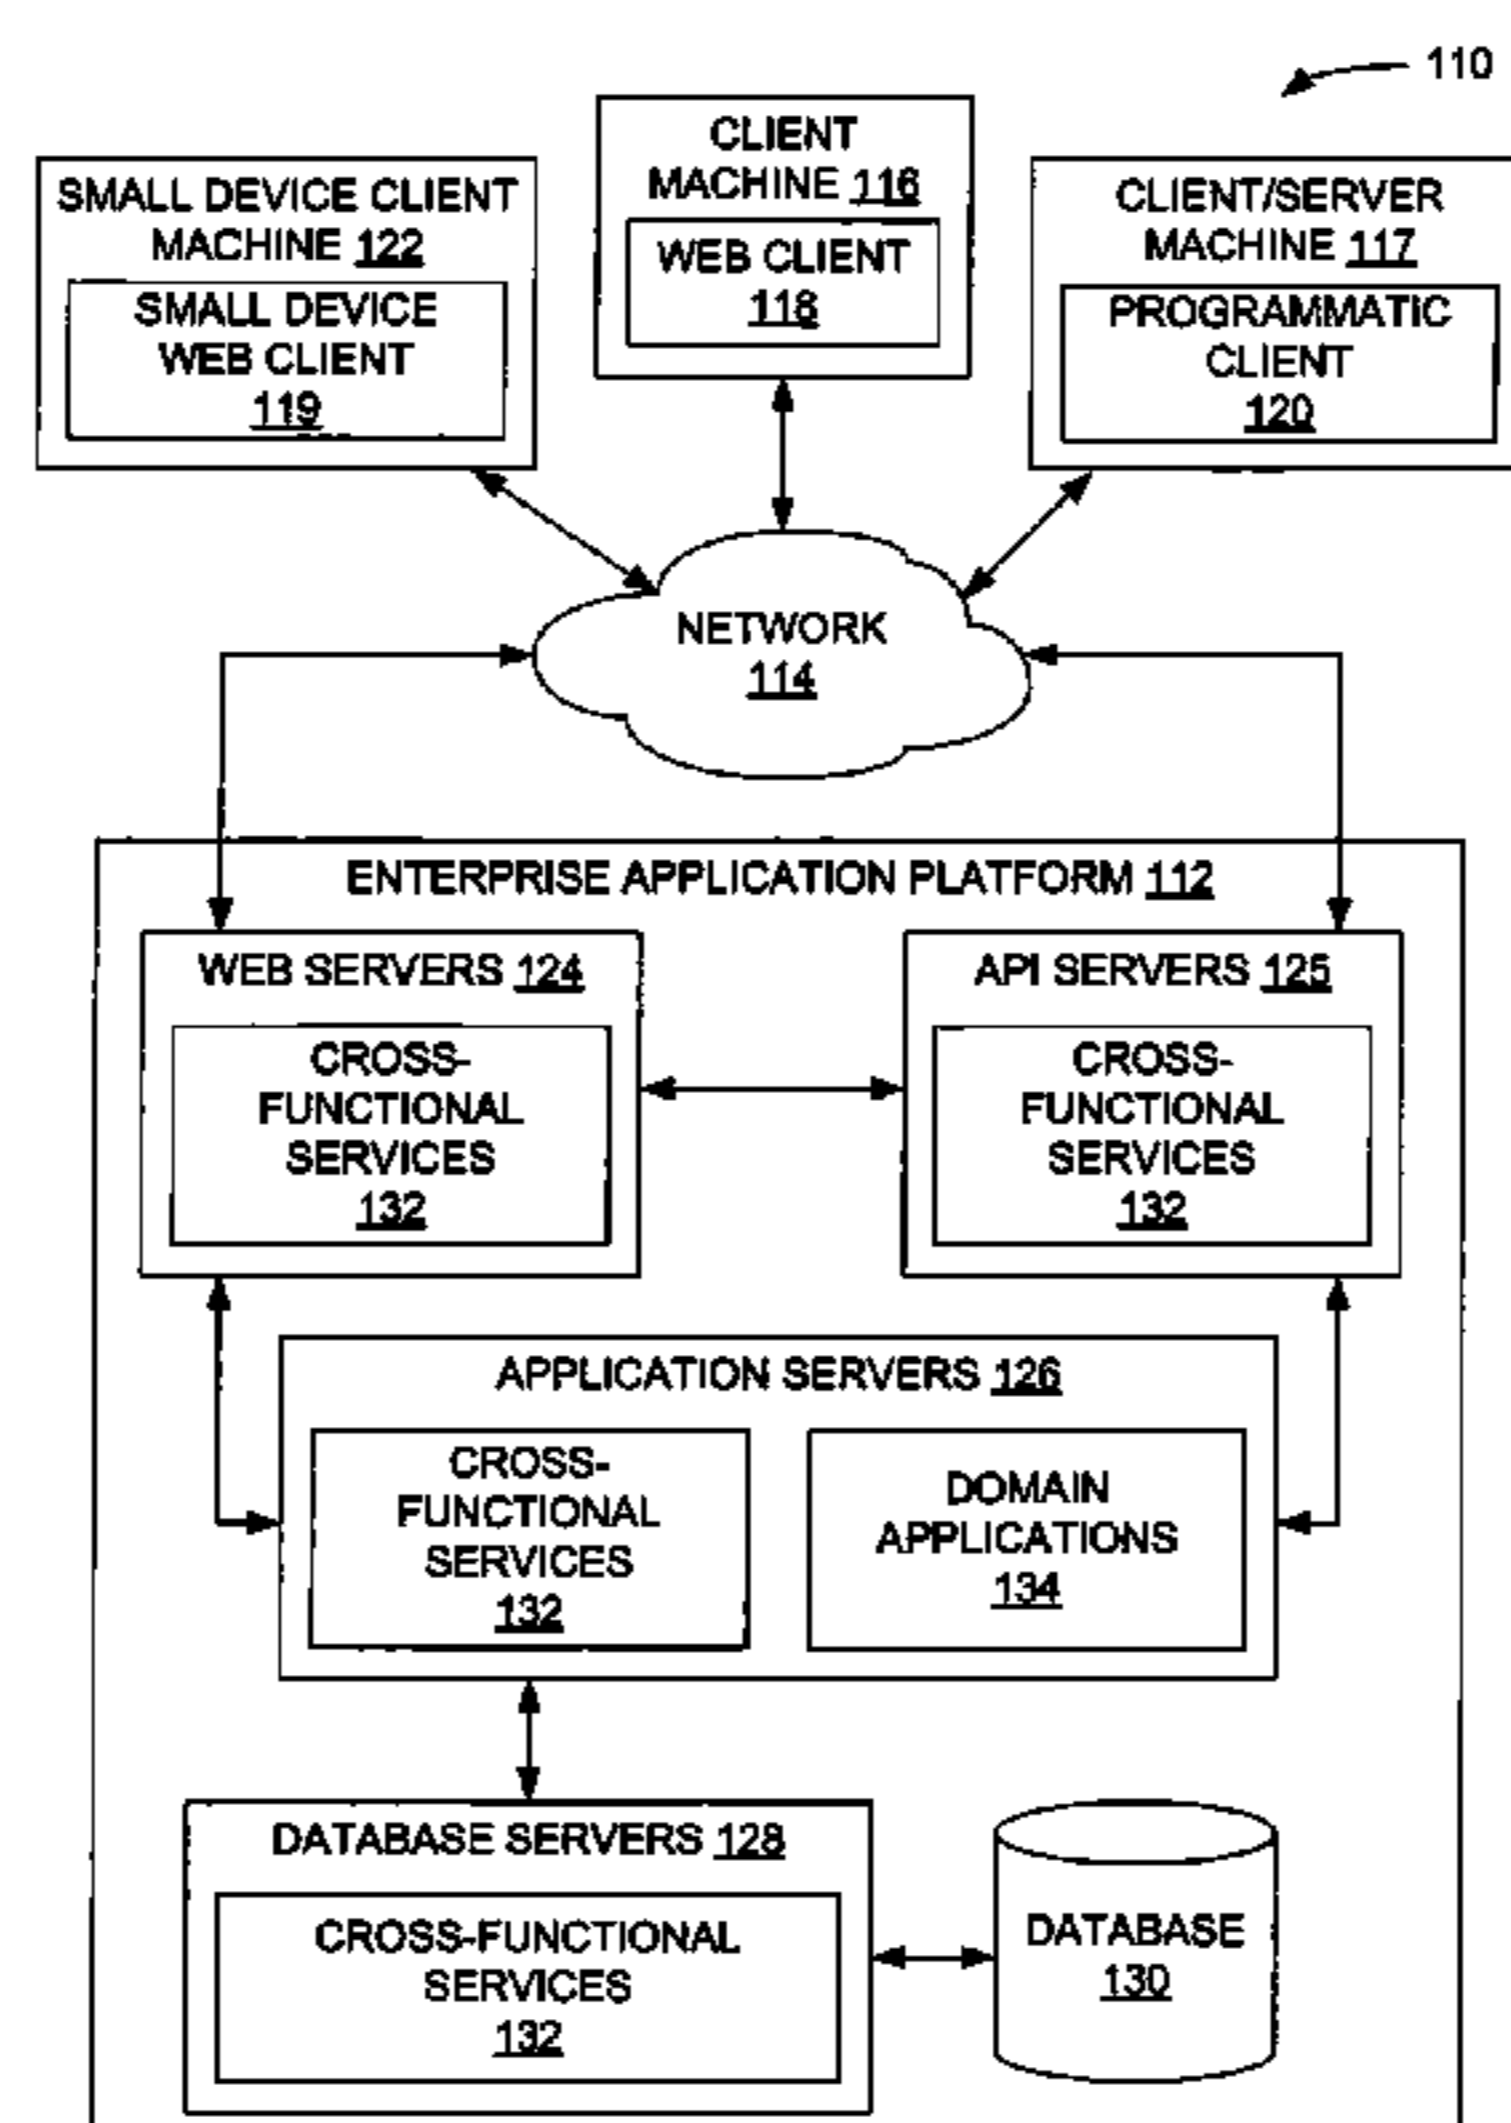 110
CLIENT
MACHINE 116
WEB CLIENT
118
SMALL DEVICE CLIENT
MACHINE 122
SMALL DEVICE
WEB CLIENT
119
CLIENT/SERVER
MACHINE 117
PROGRAMMATIC
CLIENT
120
NETWORK
114
ENTERPRISE APPLICATION PLATFORM 112
WEB SERVERS 124
CROSS-
FUNCTIONAL
SERVICES
132
API SERVERS 125
CROSS-
FUNCTIONAL
SERVICES
132
APPLICATION SERVERS 126
CROSS-
FUNCTIONAL
SERVICES
132
DOMAIN
APPLICATIONS
134
DATABASE SERVERS 128
CROSS-FUNCTIONAL
SERVICES
132
DATABASE
130